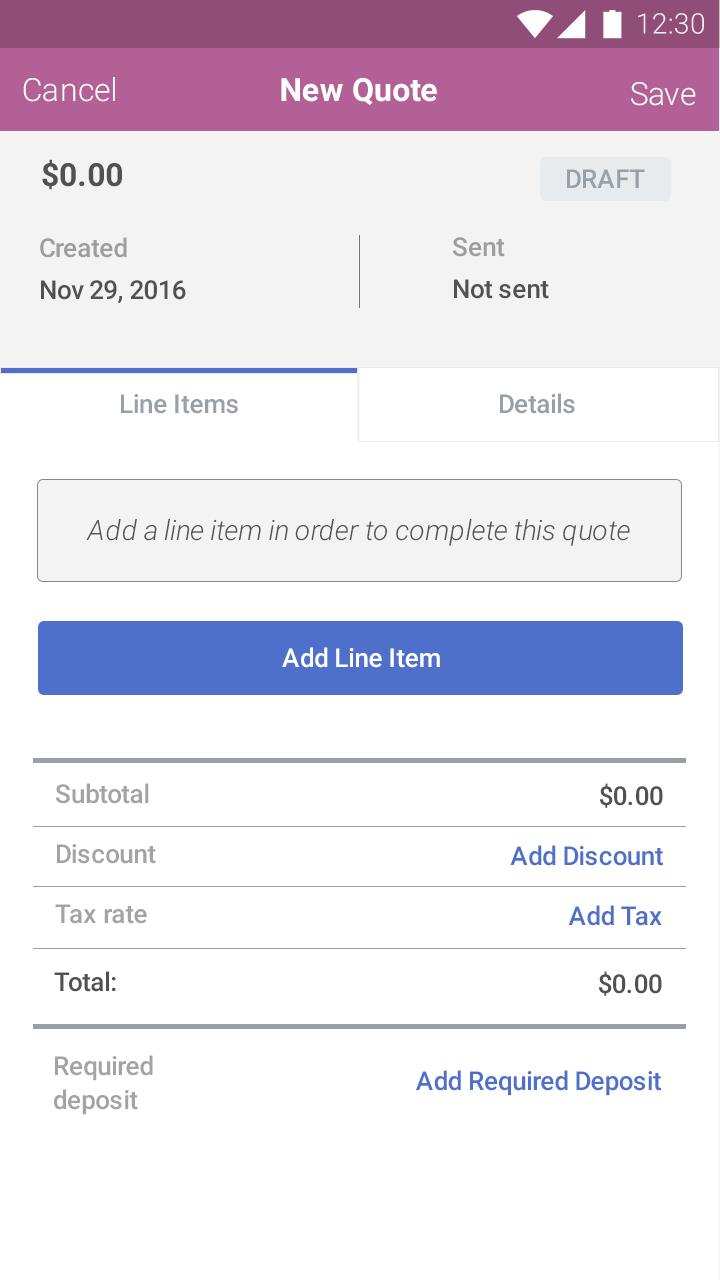 12:30
Cancel
New Quote
Save
$0.00
DRAFT
Created
Sent
Nov 29, 2016
Not sent
Line Items
Details
Add a line item in order to complete this quote
Add Line Item
Subtotal
$0.00
Discount
Add Discount
Tax rate
Add Tax
Total:
$0.00
Required
deposit
Add Required Deposit